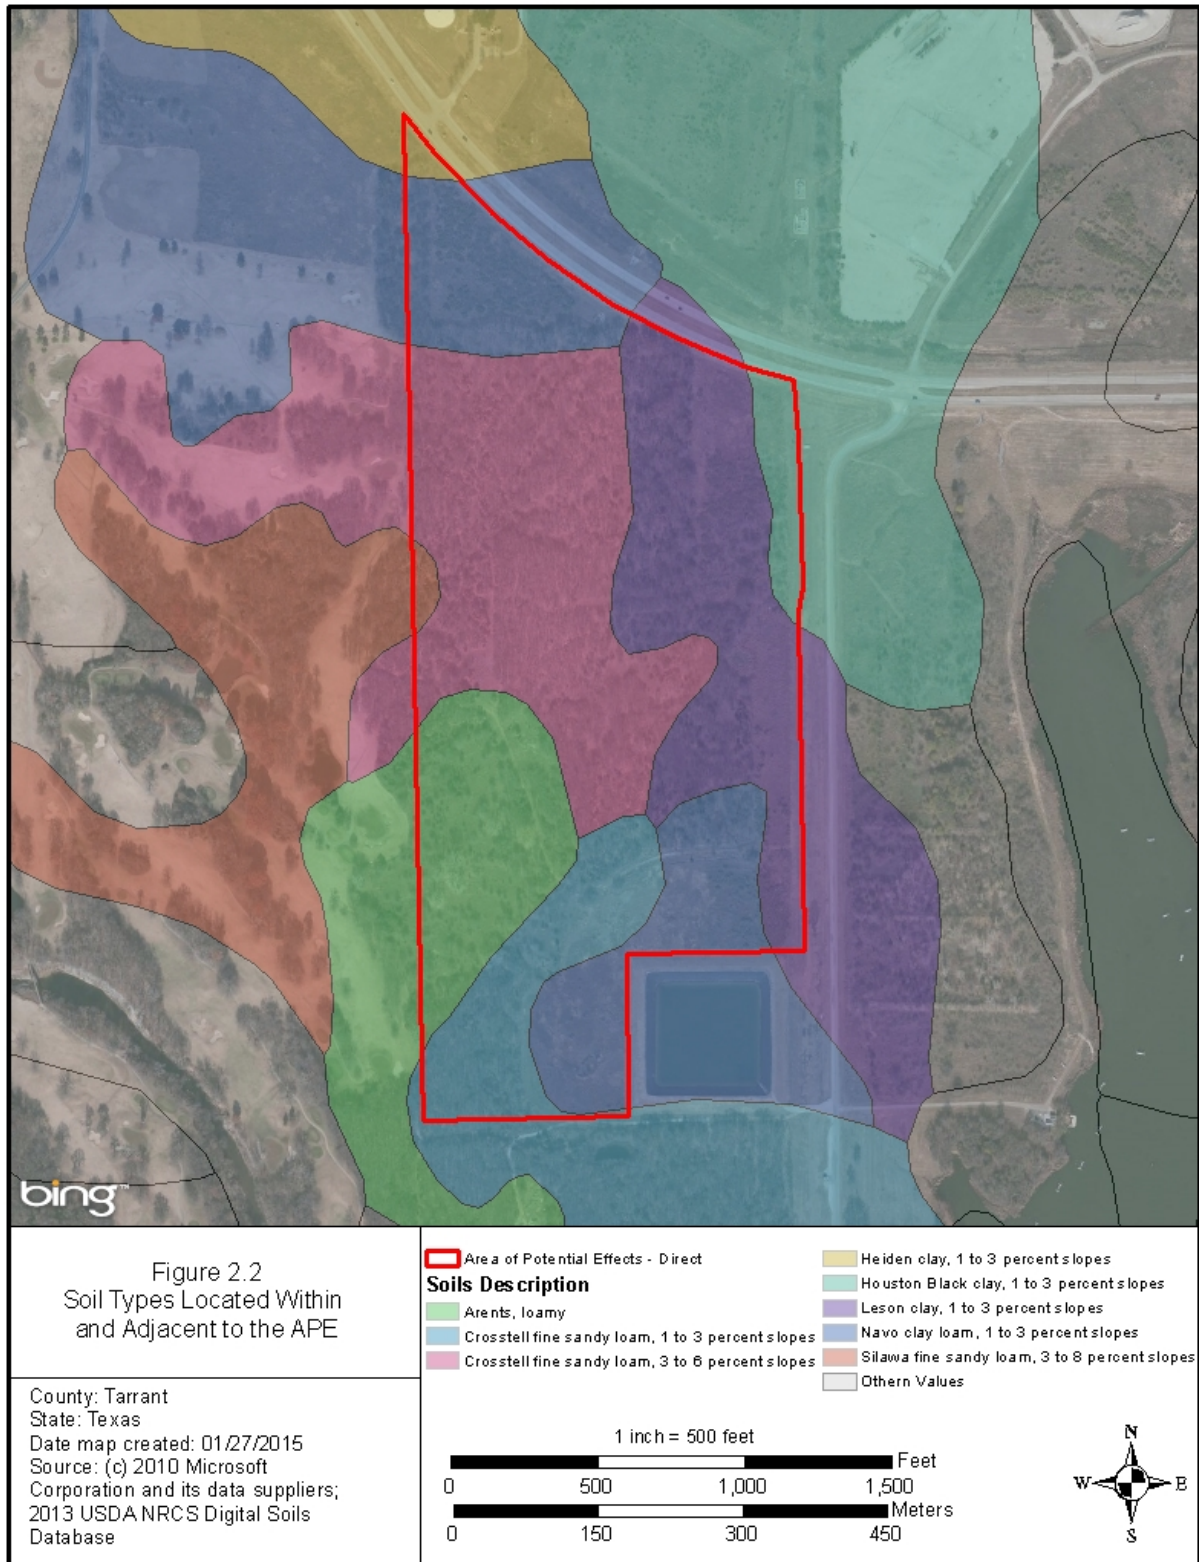 bing™
Figure 2.2
Soil Types Located Within
and Adjacent to the APE
County: Tarrant
State: Texas
Date map created: 01/27/2015
Source: (c) 2010 Microsoft
Corporation and its data suppliers;
2013 USDA NRCS Digital Soils
Database
Area of Potential Effects - Direct
Soils Description
Arents, loamy
Crosstell fine sandy loam, 1 to 3 percent slopes
Crosstell fine sandy loam, 3 to 6 percent slopes
Heiden clay, 1 to 3 percent slopes
Houston Black clay, 1 to 3 percent slopes
Leson clay, 1 to 3 percent slopes
Navo clay loam, 1 to 3 percent slopes
Silawa fine sandy loam, 3 to 8 percent slopes
Othern Values
1 inch = 500 feet
Feet
0 500 1,000 1,500
Meters
0 150 300 450
N
W E
S